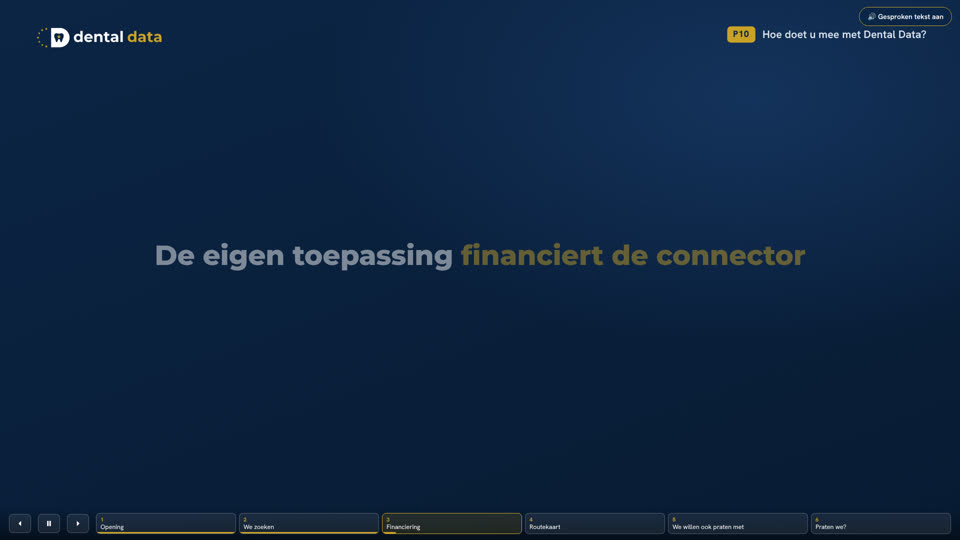 🔊 Gesproken tekst aan
dental data
P10 Hoe doet u mee met Dental Data?
De eigen toepassing financiert de connector
1
Opening
2
We zoeken
3
Financiering
4
Routekaart
5
We willen ook praten met
6
Praten we?